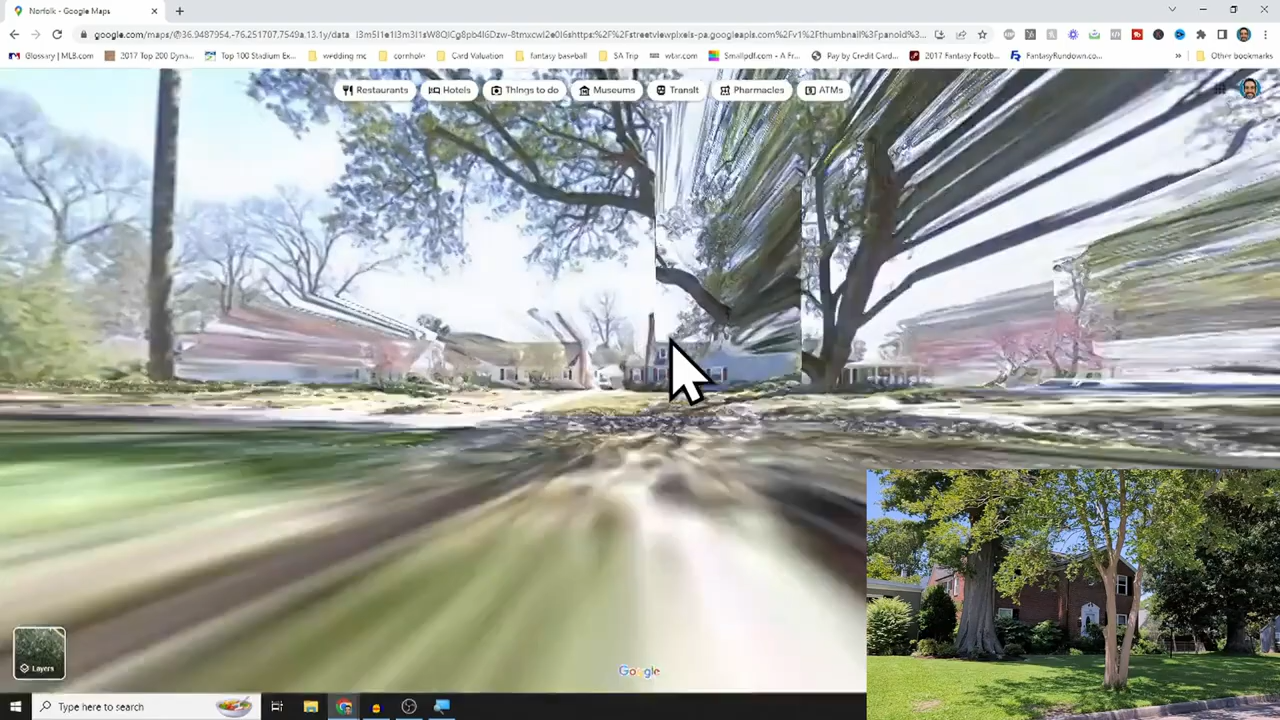 Norfolk - Google Maps
google.com/maps/@36.9487954,-76.251707,7549a,13.1y/data
Glossary | MLB.com
2017 Top 200 Dyna...
Top 100 Stadium Ex...
wedding mc
cornhole
Card Valuation
fantasy baseball
SA Trip
wtkr.com
Smallpdf.com - A Fr...
Pay by Credit Card...
2017 Fantasy Footb...
FantasyRundown.co...
»
Other bookmarks
Restaurants
Hotels
Things to do
Museums
Transit
Pharmacies
ATMs
Layers
Google
Type here to search